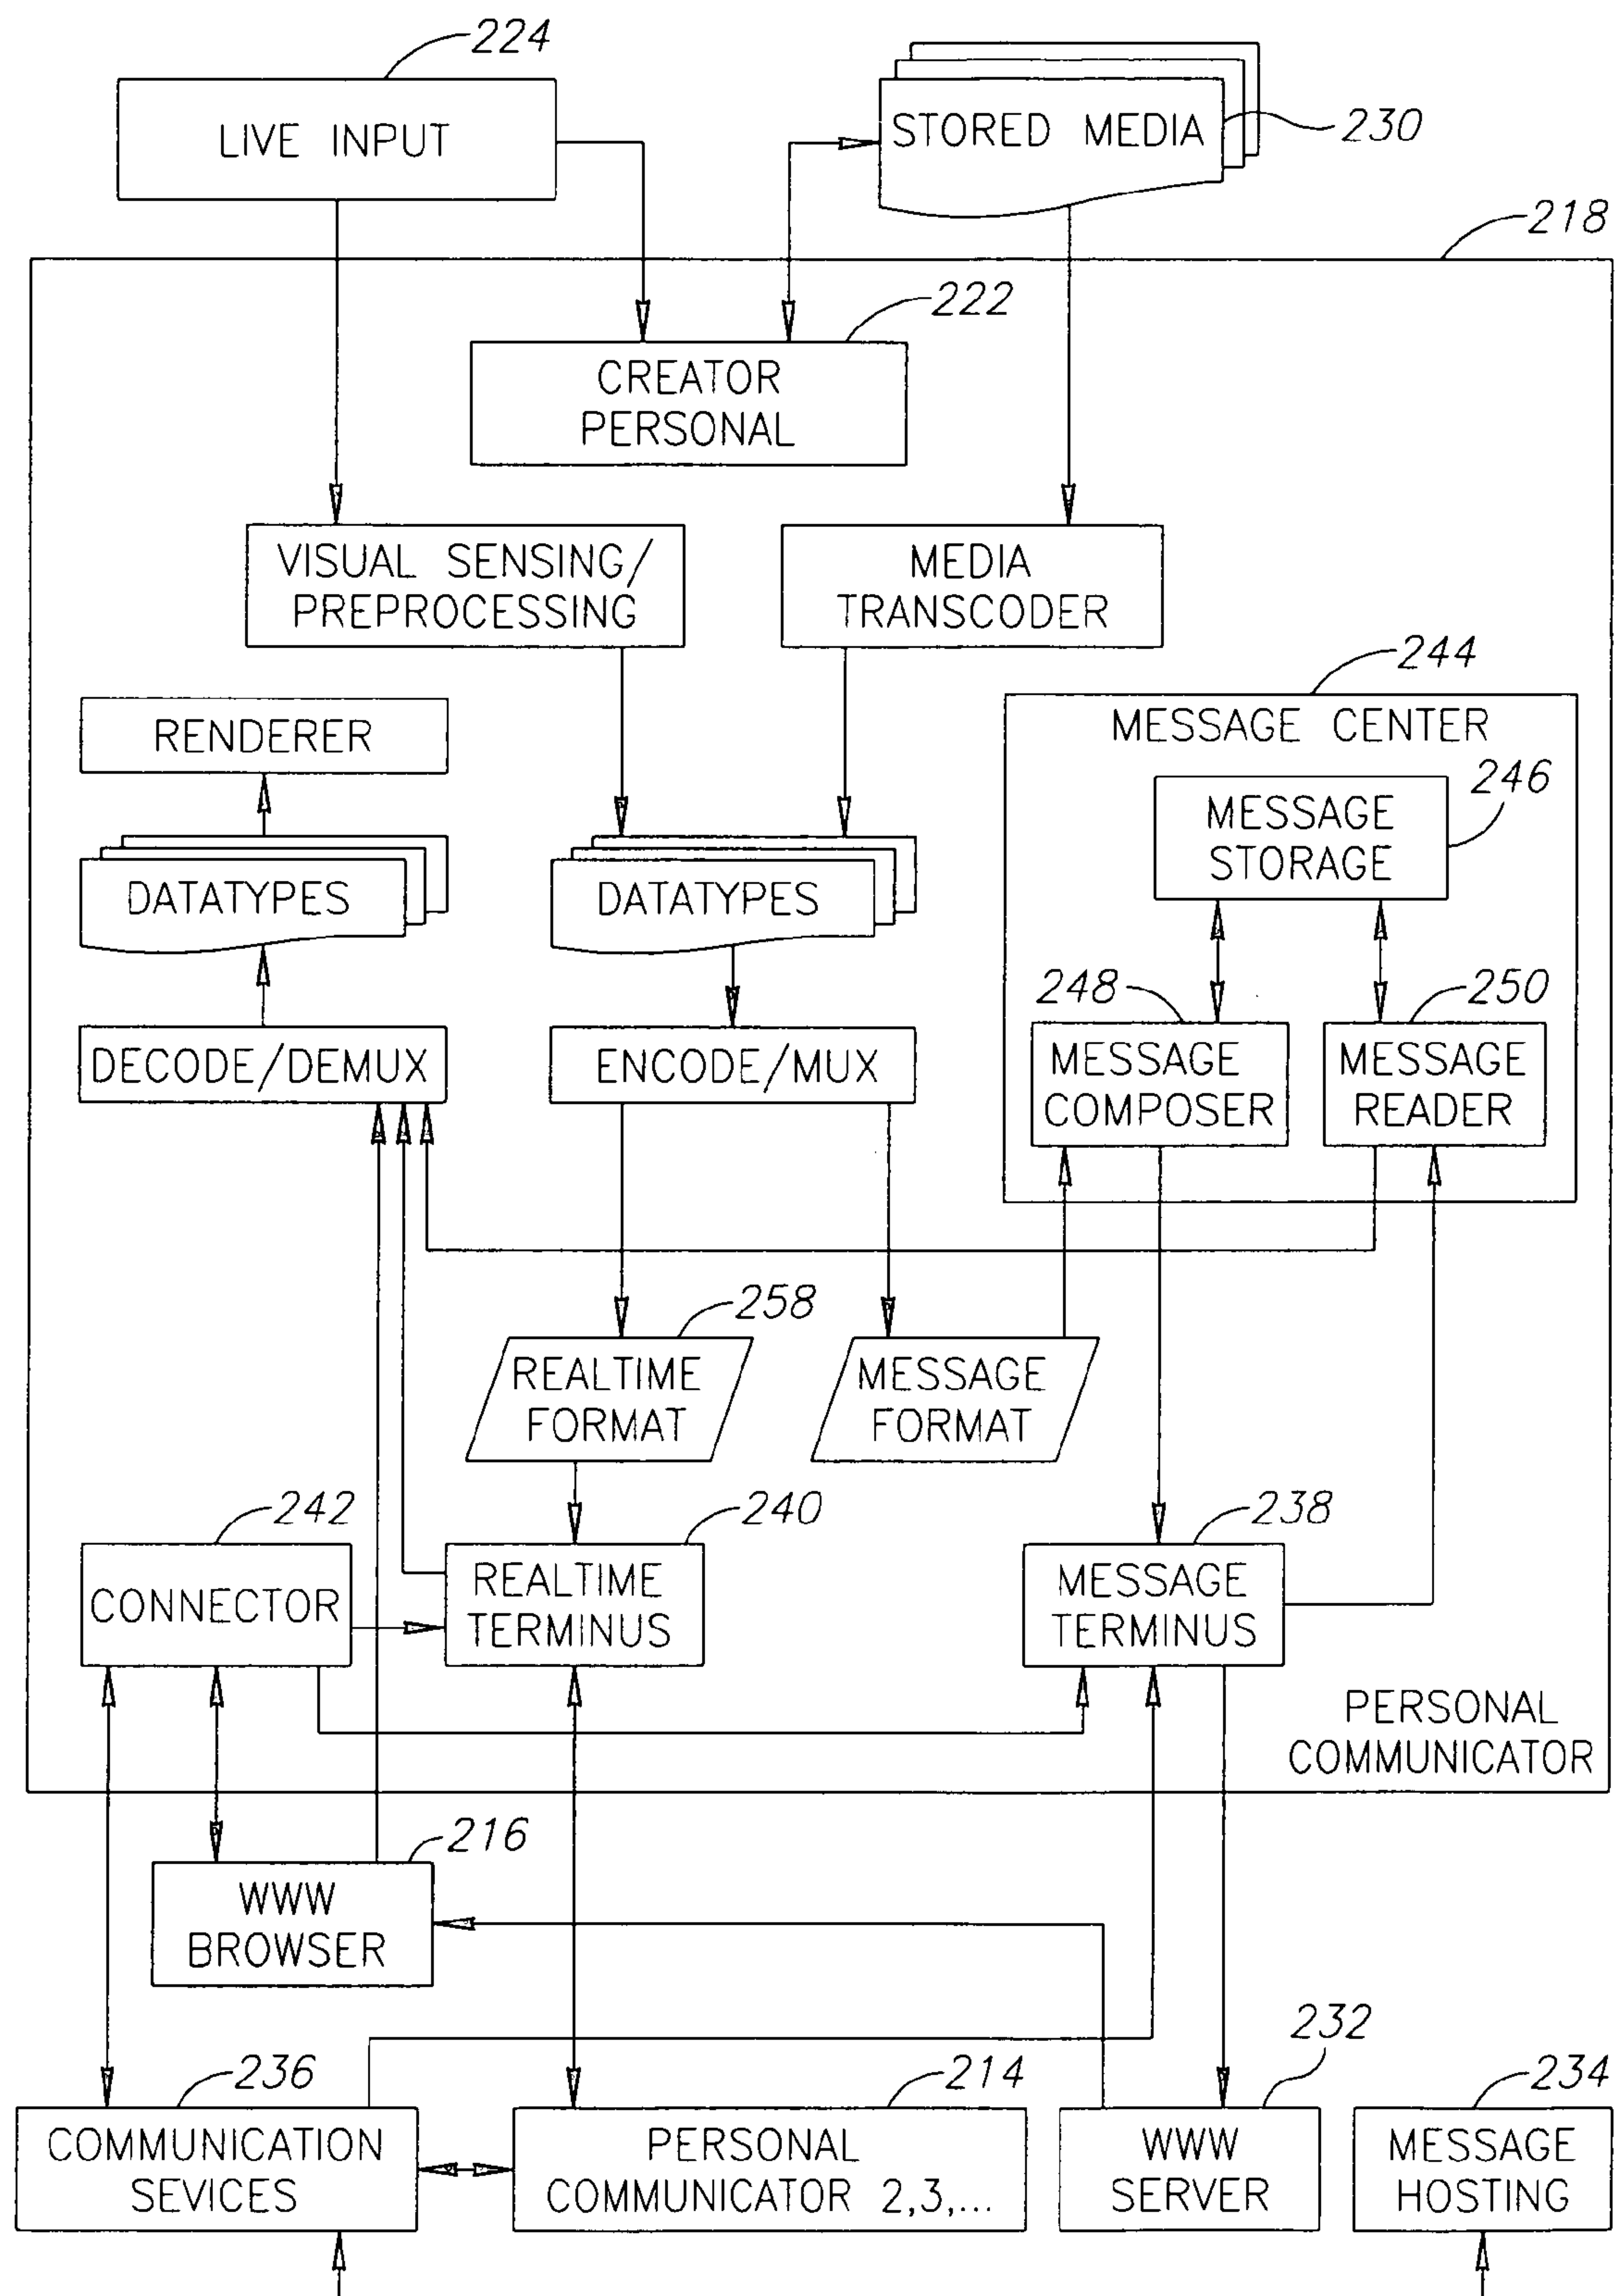 224
LIVE INPUT
STORED MEDIA
230
218
222
CREATOR
PERSONAL
VISUAL SENSING/
PREPROCESSING
MEDIA
TRANSCODER
244
RENDERER
MESSAGE CENTER
246
MESSAGE
STORAGE
DATATYPES
DATATYPES
248
250
DECODE/DEMUX
ENCODE/MUX
MESSAGE
COMPOSER
MESSAGE
READER
258
REALTIME
FORMAT
MESSAGE
FORMAT
242
240
238
CONNECTOR
REALTIME
TERMINUS
MESSAGE
TERMINUS
PERSONAL
COMMUNICATOR
216
WWW
BROWSER
232
236
214
234
COMMUNICATION
SEVICES
PERSONAL
COMMUNICATOR 2,3,...
WWW
SERVER
MESSAGE
HOSTING